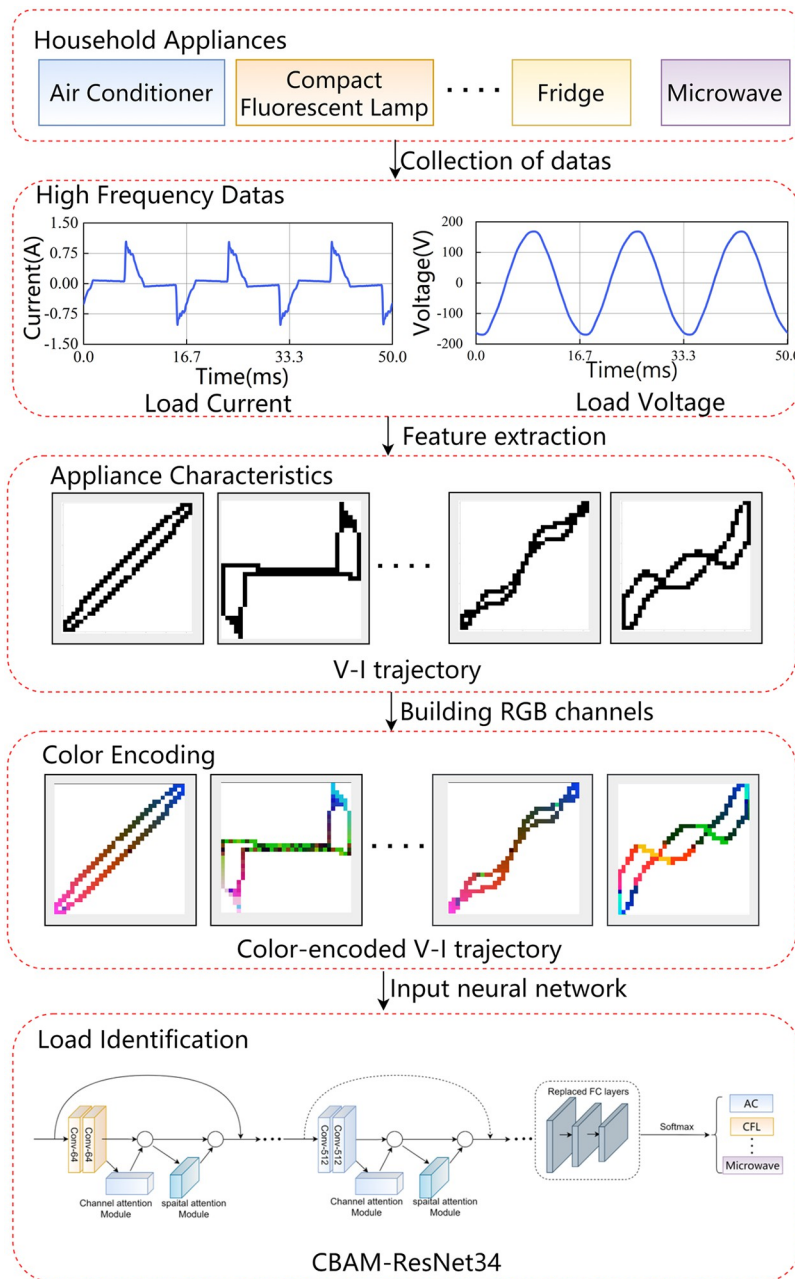 Household Appliances
Air Conditioner
Compact
Fluorescent Lamp
Fridge
Microwave
Collection of datas
High Frequency Datas
1.50
0.75
0.00
-0.75
-1.50
Current(A)
0.0
16.7
33.3
50.0
Time(ms)
Load Current
200
100
0
-100
-200
Voltage(V)
0.0
16.7
33.3
50.0
Time(ms)
Load Voltage
Feature extraction
Appliance Characteristics
V-I trajectory
Building RGB channels
Color Encoding
Color-encoded V-I trajectory
Input neural network
Load Identification
Conv-64
Conv-64
Channel attention
Module
spaital attention
Module
Conv-512
Conv-512
Channel attention
Module
spaital attention
Module
Replaced FC layers
Softmax
AC
CFL
Microwave
CBAM-ResNet34